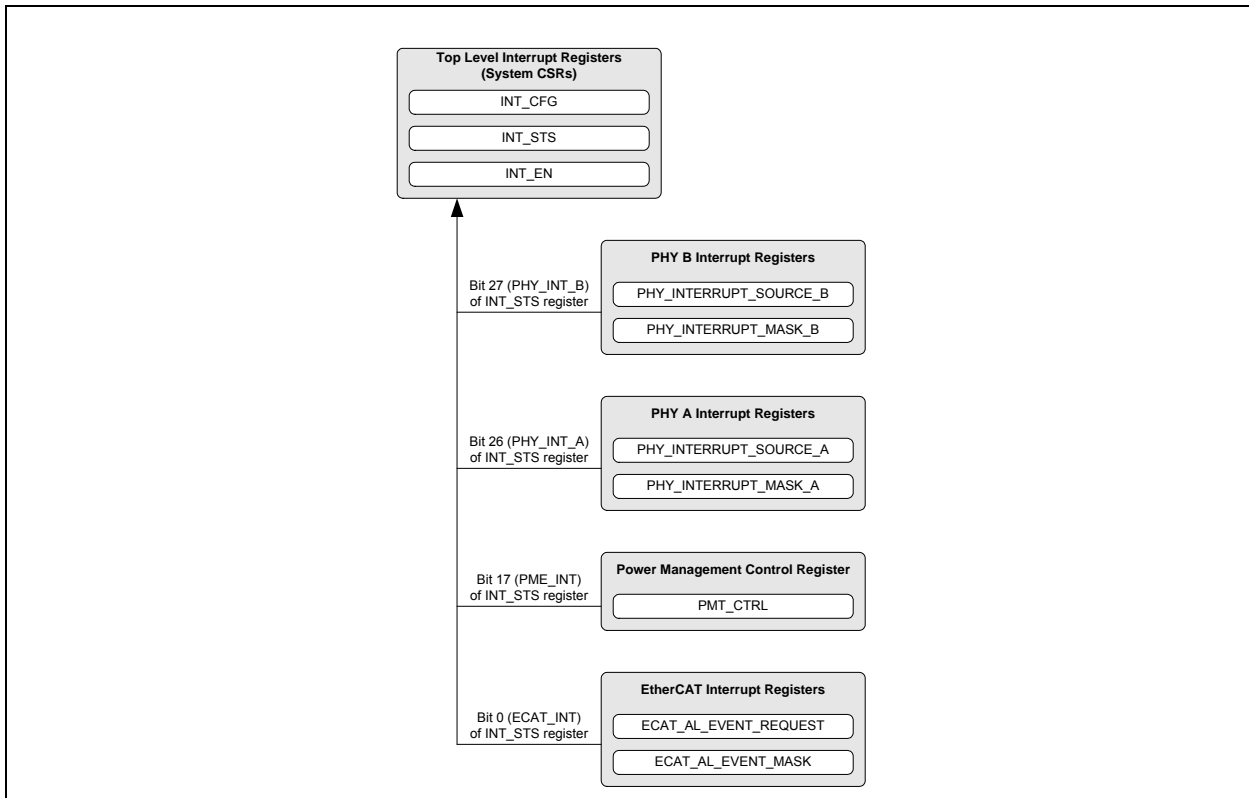 Top Level Interrupt Registers
(System CSRs)
INT_CFG
INT_STS
INT_EN
PHY B Interrupt Registers
Bit 27 (PHY_INT_B)
of INT_STS register
PHY_INTERRUPT_SOURCE_B
PHY_INTERRUPT_MASK_B
PHY A Interrupt Registers
Bit 26 (PHY_INT_A)
of INT_STS register
PHY_INTERRUPT_SOURCE_A
PHY_INTERRUPT_MASK_A
Power Management Control Register
Bit 17 (PME_INT)
of INT_STS register
PMT_CTRL
EtherCAT Interrupt Registers
Bit 0 (ECAT_INT)
of INT_STS register
ECAT_AL_EVENT_REQUEST
ECAT_AL_EVENT_MASK